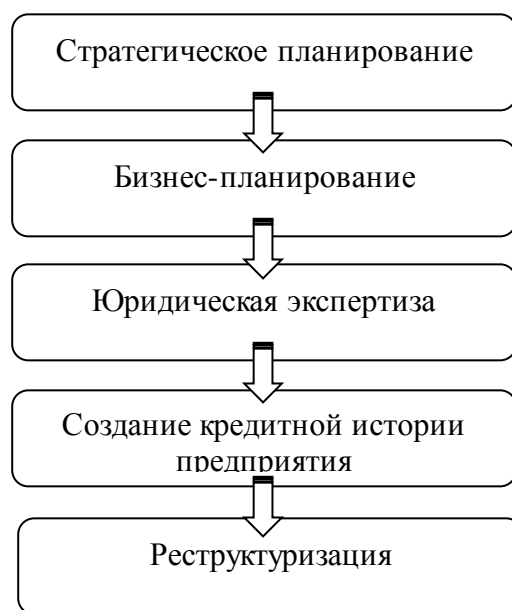 Стратегическое планирование
Бизнес-планирование
Юридическая экспертиза
Создание кредитной истории
предприятия
Реструктуризация